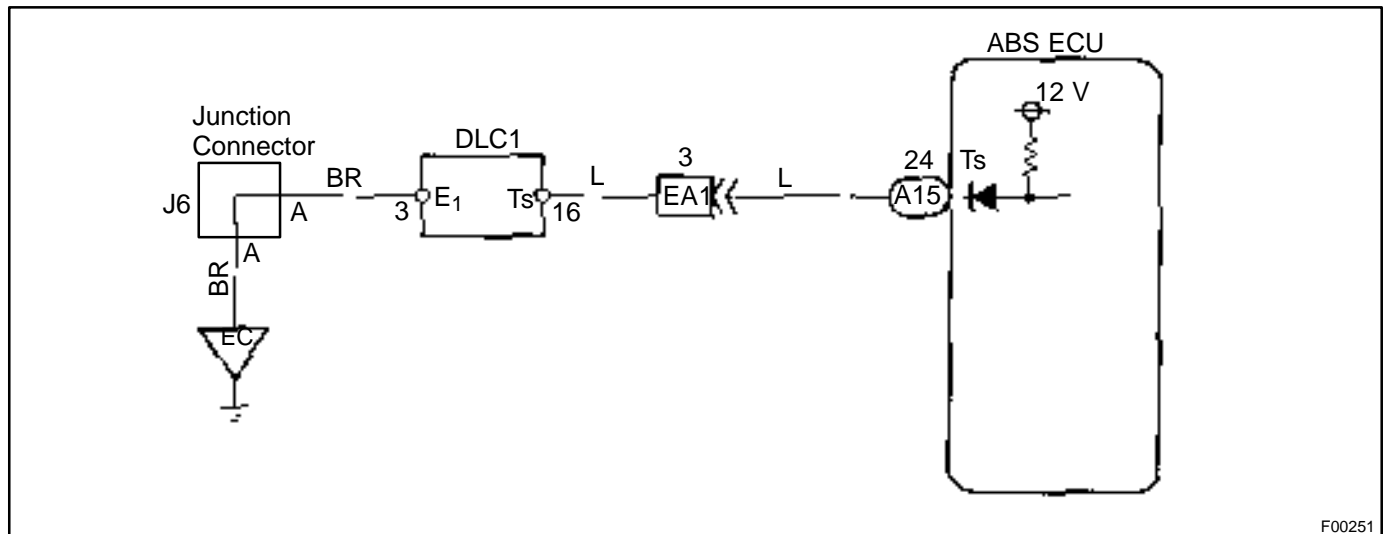 ABS ECU
12 V
Junction
Connector
DLC1
3
24
Ts
BR
L
L
J6
A
3
E1
Ts
16
EA1
A15
A
BR
EC
F00251